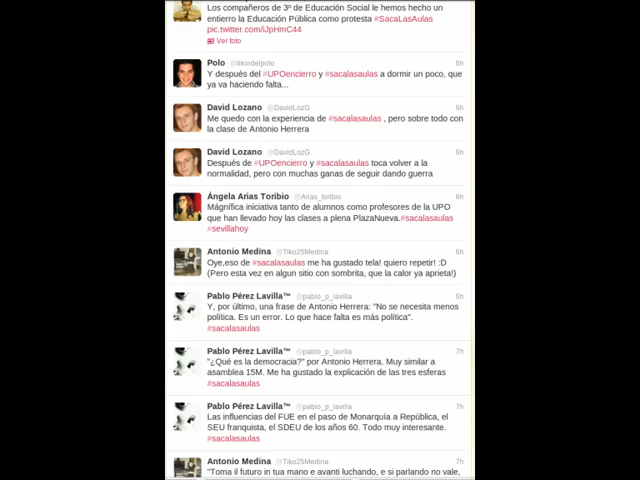 Los compañeros de 3º de Educación Social le hemos hecho un
entierro la Educación Pública como protesta #SacaLasAulas
pic.twitter.com/iJpHmC44
Ver foto
Polo @likordelpolo 6h
Y después del #UPOencierro y #sacalasaulas a dormir un poco, que
ya va haciendo falta...
David Lozano @DavidLozG 6h
Me quedo con la experiencia de #sacalasaulas , pero sobre todo con
la clase de Antonio Herrera
David Lozano @DavidLozG 6h
Después de #UPOencierro y #sacalasaulas toca volver a la
normalidad, pero con muchas ganas de seguir dando guerra
Ángela Arias Toribio @Arias_toribio 6h
Mágnífica iniciativa tanto de alumnos como profesores de la UPO
que han llevado hoy las clases a plena PlazaNueva.#sacalasaulas
#sevillahoy
Antonio Medina @Tiko25Medina 6h
Oye,eso de #sacalasaulas me ha gustado tela! quiero repetir! :D
(Pero esta vez en algun sitio con sombrita, que la calor ya aprieta!)
Pablo Pérez Lavilla™ @pablo_p_lavilla 6h
Y, por último, una frase de Antonio Herrera: "No se necesita menos
política. Es un error. Lo que hace falta es más política".
#sacalasaulas
Pablo Pérez Lavilla™ @pablo_p_lavilla 7h
"¿Qué es la democracia?" por Antonio Herrera. Muy similar a
asamblea 15M. Me ha gustado la explicación de las tres esferas
#sacalasaulas
Pablo Pérez Lavilla™ @pablo_p_lavilla 7h
Las influencias del FUE en el paso de Monarquía a República, el
SEU franquista, el SDEU de los años 60. Todo muy interesante.
#sacalasaulas
Antonio Medina @Tiko25Medina 7h
"Toma il futuro in tua mano e avanti luchando, e si parlando no vale,